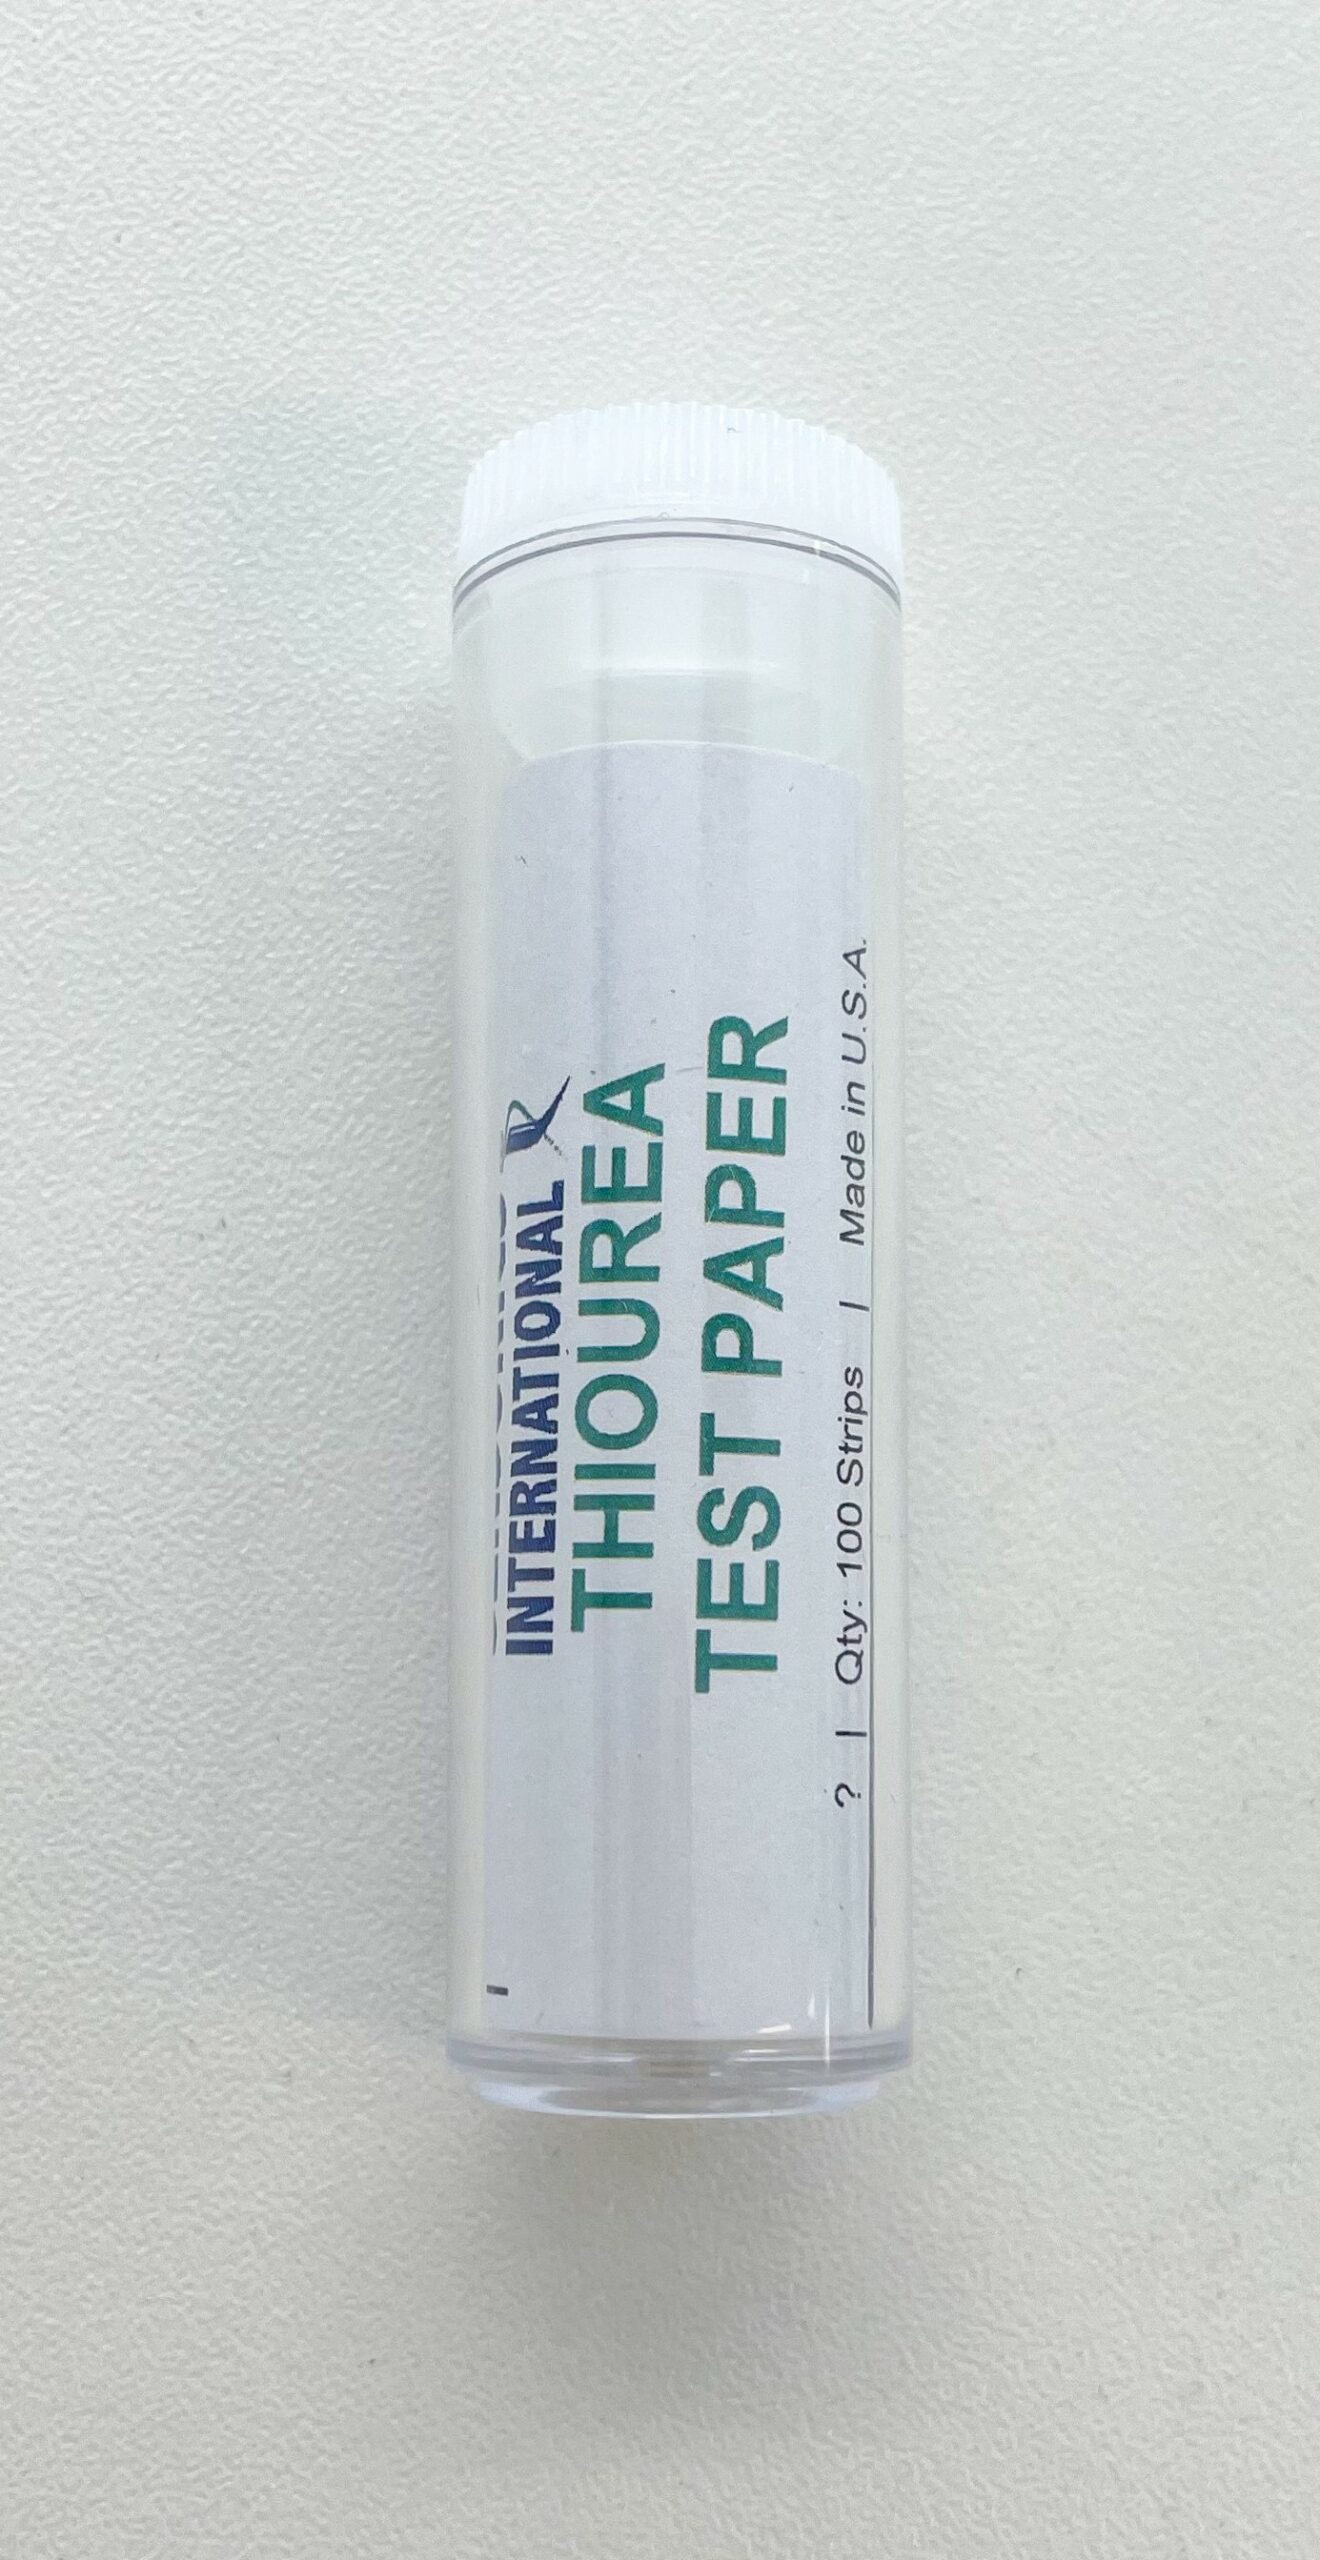 INTERNATIONAL
THIOUREA
TEST PAPER
? | Qty: 100 Strips | Made in U.S.A.